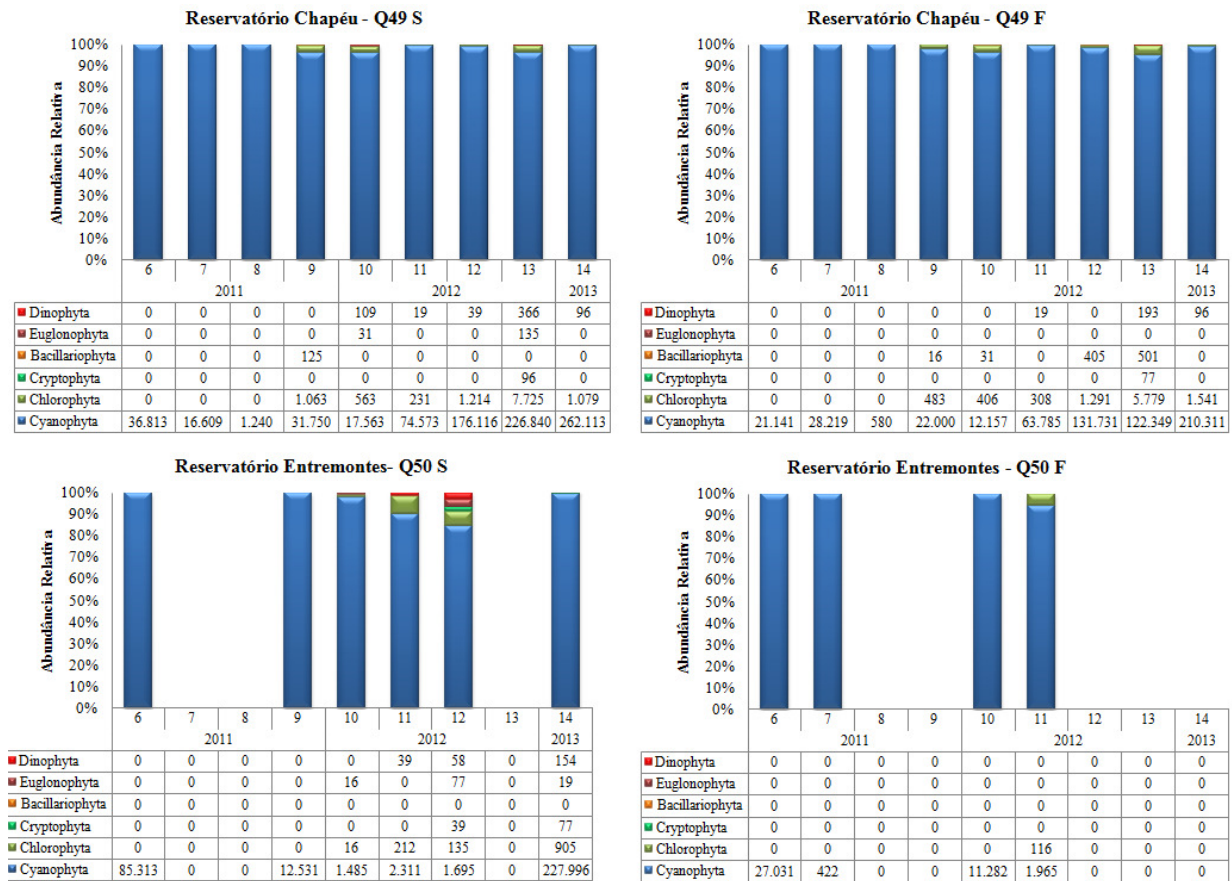 Reservatório Chapéu - Q49 S
Abundância Relativa
100%
90%
80%
70%
60%
50%
40%
30%
20%
10%
0%
6 7 8 9 10 11 12 13 14
2011 2012 2013
Dinophyta 0 0 0 0 109 19 39 366 96
Euglonophyta 0 0 0 0 31 0 0 135 0
Bacillariophyta 0 0 0 125 0 0 0 0 0
Cryptophyta 0 0 0 0 0 0 0 96 0
Chlorophyta 0 0 0 1.063 563 231 1.214 7.725 1.079
Cyanophyta 36.813 16.609 1.240 31.750 17.563 74.573 176.116 226.840 262.113
Reservatório Chapéu - Q49 F
Abundância Relativa
100%
90%
80%
70%
60%
50%
40%
30%
20%
10%
0%
6 7 8 9 10 11 12 13 14
2011 2012 2013
Dinophyta 0 0 0 0 0 19 0 193 96
Euglonophyta 0 0 0 0 0 0 0 0 0
Bacillariophyta 0 0 0 16 31 0 405 501 0
Cryptophyta 0 0 0 0 0 0 0 77 0
Chlorophyta 0 0 0 483 406 308 1.291 5.779 1.541
Cyanophyta 21.141 28.219 580 22.000 12.157 63.785 131.731 122.349 210.311
Reservatório Entremontes- Q50 S
Abundância Relativa
100%
90%
80%
70%
60%
50%
40%
30%
20%
10%
0%
6 7 8 9 10 11 12 13 14
2011 2012 2013
Dinophyta 0 0 0 0 0 39 58 0 154
Euglonophyta 0 0 0 0 16 0 77 0 19
Bacillariophyta 0 0 0 0 0 0 0 0 0
Cryptophyta 0 0 0 0 0 0 39 0 77
Chlorophyta 0 0 0 0 16 212 135 0 905
Cyanophyta 85.313 0 0 12.531 1.485 2.311 1.695 0 227.996
Reservatório Entremontes - Q50 F
Abundância Relativa
100%
90%
80%
70%
60%
50%
40%
30%
20%
10%
0%
6 7 8 9 10 11 12 13 14
2011 2012 2013
Dinophyta 0 0 0 0 0 0 0 0 0
Euglonophyta 0 0 0 0 0 0 0 0 0
Bacillariophyta 0 0 0 0 0 0 0 0 0
Cryptophyta 0 0 0 0 0 0 0 0 0
Chlorophyta 0 0 0 0 0 116 0 0 0
Cyanophyta 27.031 422 0 0 11.282 1.965 0 0 0